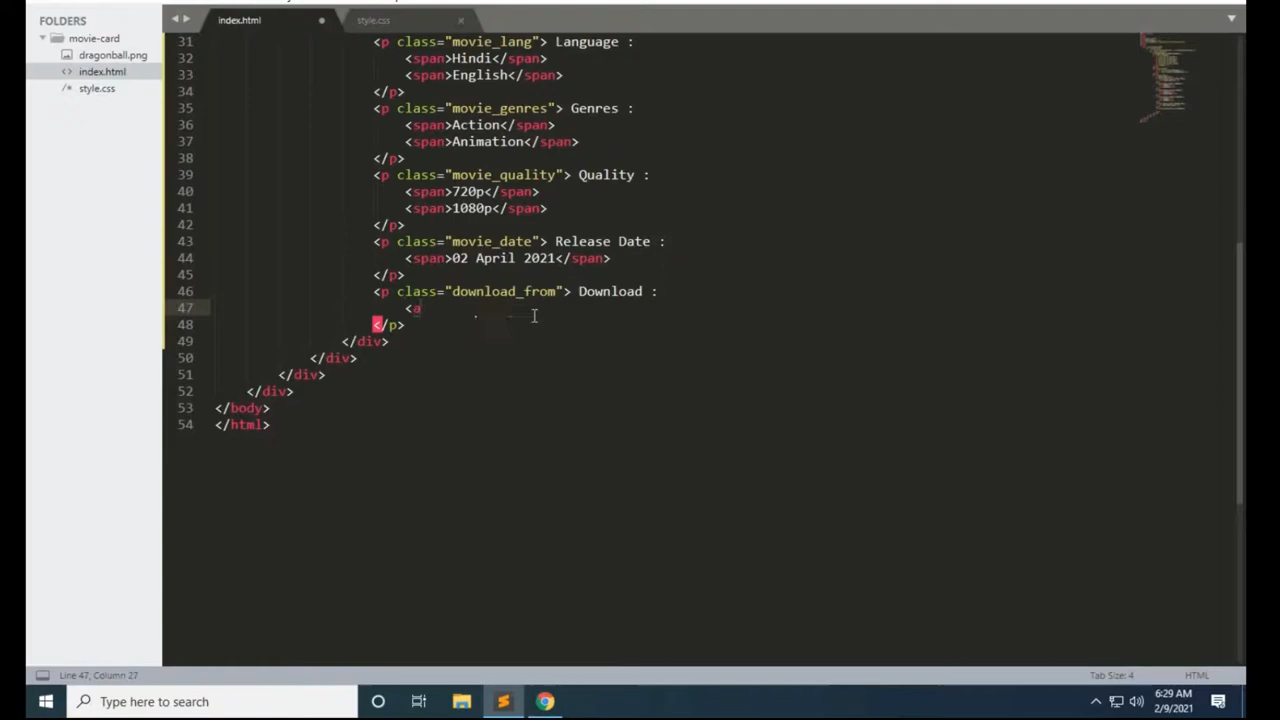 FOLDERS
movie-card
dragonball.png
index.html
style.css
index.html
style.css
31 <p class="movie_lang"> Language :
32 <span>Hindi</span>
33 <span>English</span>
34 </p>
35 <p class="movie_genres"> Genres :
36 <span>Action</span>
37 <span>Animation</span>
38 </p>
39 <p class="movie_quality"> Quality :
40 <span>720p</span>
41 <span>1080p</span>
42 </p>
43 <p class="movie_date"> Release Date :
44 <span>02 April 2021</span>
45 </p>
46 <p class="download_from"> Download :
47 <a
48 </p>
49 </div>
50 </div>
51 </div>
52 </div>
53 </body>
54 </html>
Line 47, Column 27
Tab Size: 4
HTML
Type here to search
6:29 AM
2/9/2021